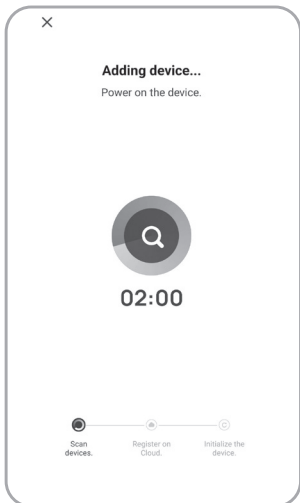 Adding device...
Power on the device.
02:00
Scan devices.
Register on Cloud.
Initialize the device.